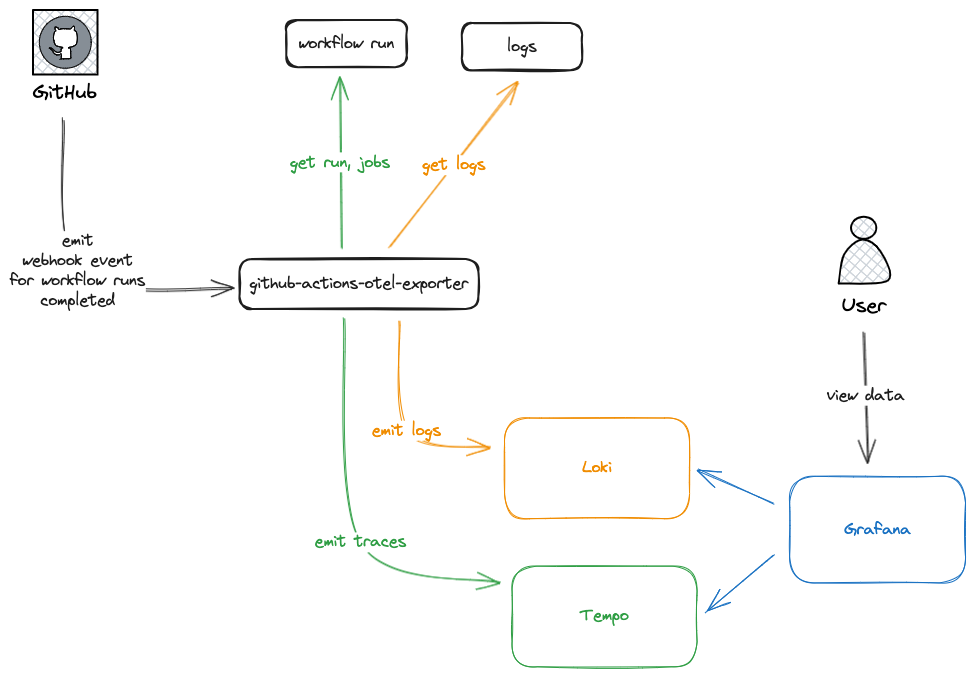 workflow run
logs
GitHub
get run, jobs
get logs
emit
webhook event
for workflow runs
completed
github-actions-otel-exporter
User
view data
emit logs
Loki
Grafana
emit traces
Tempo